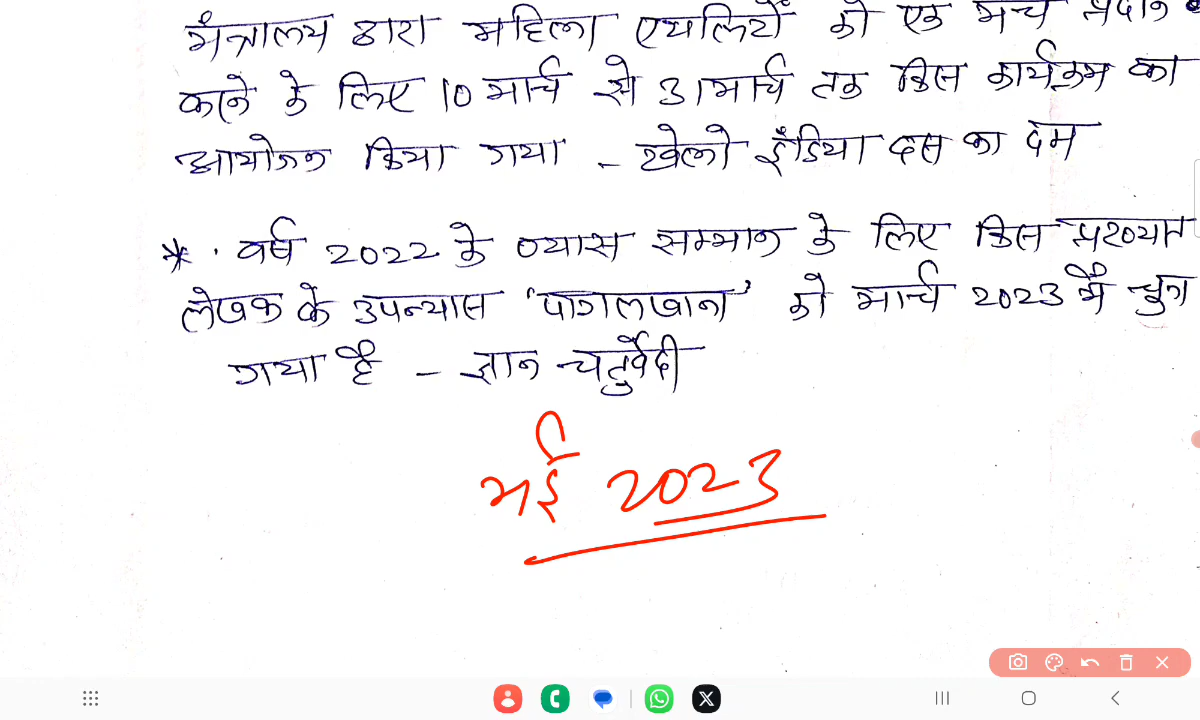 मंत्रालय द्वारा महिला एथलिटों को एक मंच प्रदान
करने के लिए 10 मार्च से 31 मार्च तक किस कार्यक्रम का
आयोजन किया गया - खेलो इंडिया दस का दम
* . वर्ष 2022 के व्यास सम्मान के लिए किस प्रख्यात
लेखक के उपन्यास 'पागलखाना' को मार्च 2023 में चुना
गया है - ज्ञान चतुर्वेदी
मई 2023